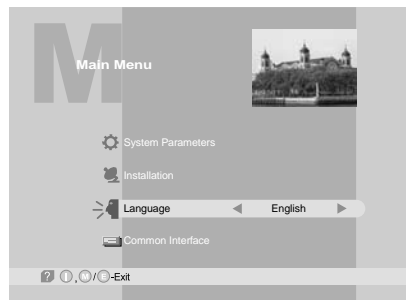 M
Main Menu
System Parameters
Installation
Language English
Common Interface
? I , M / E -Exit